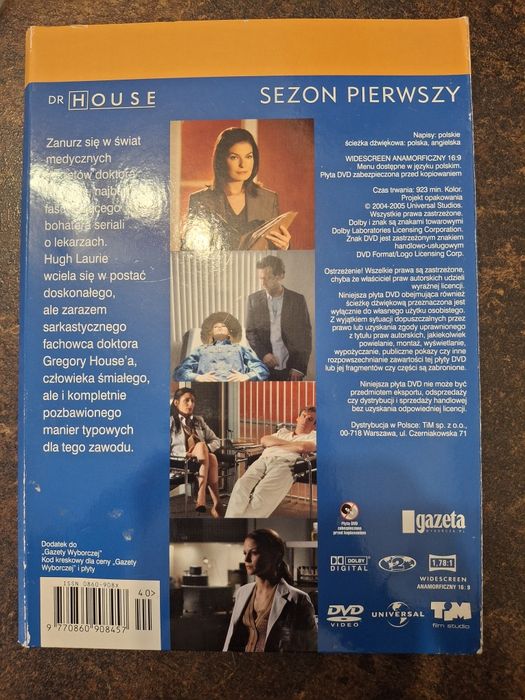 DR HOUSE
SEZON PIERWSZY
Zanurz się w świat
medycznych
doktora
bohatera seriali
o lekarzach.
Hugh Laurie
wciela się w postać
doskonałego,
ale zarazem
sarkastycznego
fachowca doktora
Gregory House'a,
człowieka śmiałego,
ale i kompletnie
pozbawionego
manier typowych
dla tego zawodu.
Napisy: polskie
ścieżka dźwiękowa: polska, angielska
WIDESCREEN ANAMORFICZNY 16:9
Menu dostępne w języku polskim.
Płyta DVD zabezpieczona przed kopiowaniem
Czas trwania: 923 min. Kolor.
Projekt opakowania
© 2004-2005 Universal Studios.
Wszystkie prawa zastrzeżone.
Dolby i znak są znakami towarowymi
Dolby Laboratories Licensing Corporation.
Znak DVD jest zastrzeżonym znakiem
handlowo-usługowym
DVD Format/Logo Licensing Corp.
Ostrzeżenie! Wszelkie prawa są zastrzeżone,
chyba że właściciel praw autorskich udzieli
wyraźnej licencji.
Niniejsza płyta DVD obejmująca również
ścieżkę dźwiękową przeznaczona jest
wyłącznie do własnego użytku osobistego.
Z wyjątkiem sytuacji dopuszczalnych przez
prawo lub uzyskania zgody uprawnionego
z tytułu praw autorskich, jakiekolwiek
powielanie, montaż, wyświetlanie,
wypożyczanie, publiczne pokazy czy inne
rozpowszechnianie zawartości tej płyty DVD
lub jej fragmentów czy części są zabronione.
Niniejsza płyta DVD nie może być
przedmiotem eksportu, odsprzedaży
czy dystrybucji i sprzedaży handlowej
bez uzyskania odpowiedniej licencji.
Dystrybucja w Polsce: TiM sp. z o.o.,
00-718 Warszawa, ul. Czerniakowska 71
Płyta DVD
zabezpieczona
przed kopiowaniem
gazeta
WYBORCZA.PL
Dodatek do
„Gazety Wyborczej”
Kod kreskowy dla ceny „Gazety
Wyborczej” i płyty
ISSN 0860-908X
40>
9 770860 908457
DOLBY
DIGITAL
1,78:1
WIDESCREEN
ANAMORFICZNY 16:9
DVD
VIDEO
UNIVERSAL
TiM
film studio